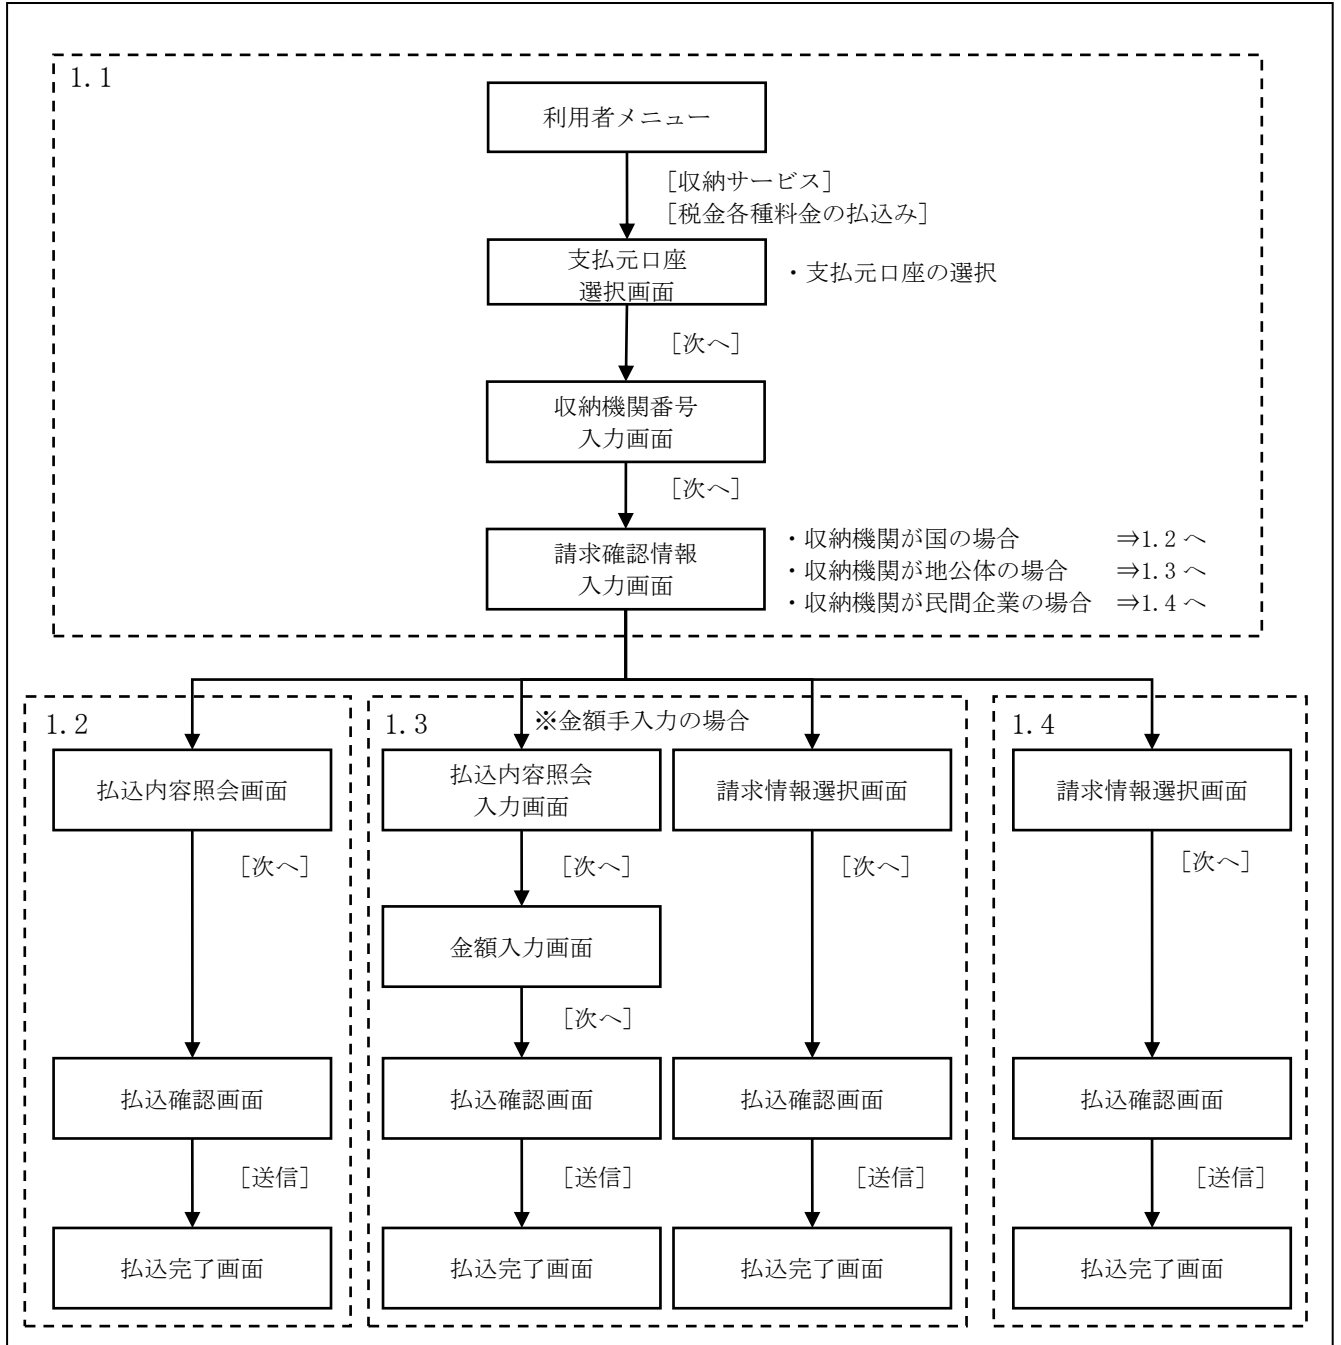 1.1
利用者メニュー
[収納サービス]
[税金各種料金の払込み]
支払元口座
選択画面
・支払元口座の選択
[次へ]
収納機関番号
入力画面
[次へ]
請求確認情報
入力画面
・収納機関が国の場合 ⇒1.2へ
・収納機関が地公体の場合 ⇒1.3へ
・収納機関が民間企業の場合 ⇒1.4へ
1.2
払込内容照会画面
[次へ]
払込確認画面
[送信]
払込完了画面
1.3
※金額手入力の場合
払込内容照会
入力画面
[次へ]
金額入力画面
[次へ]
払込確認画面
[送信]
払込完了画面
請求情報選択画面
[次へ]
払込確認画面
[送信]
払込完了画面
1.4
請求情報選択画面
[次へ]
払込確認画面
[送信]
払込完了画面